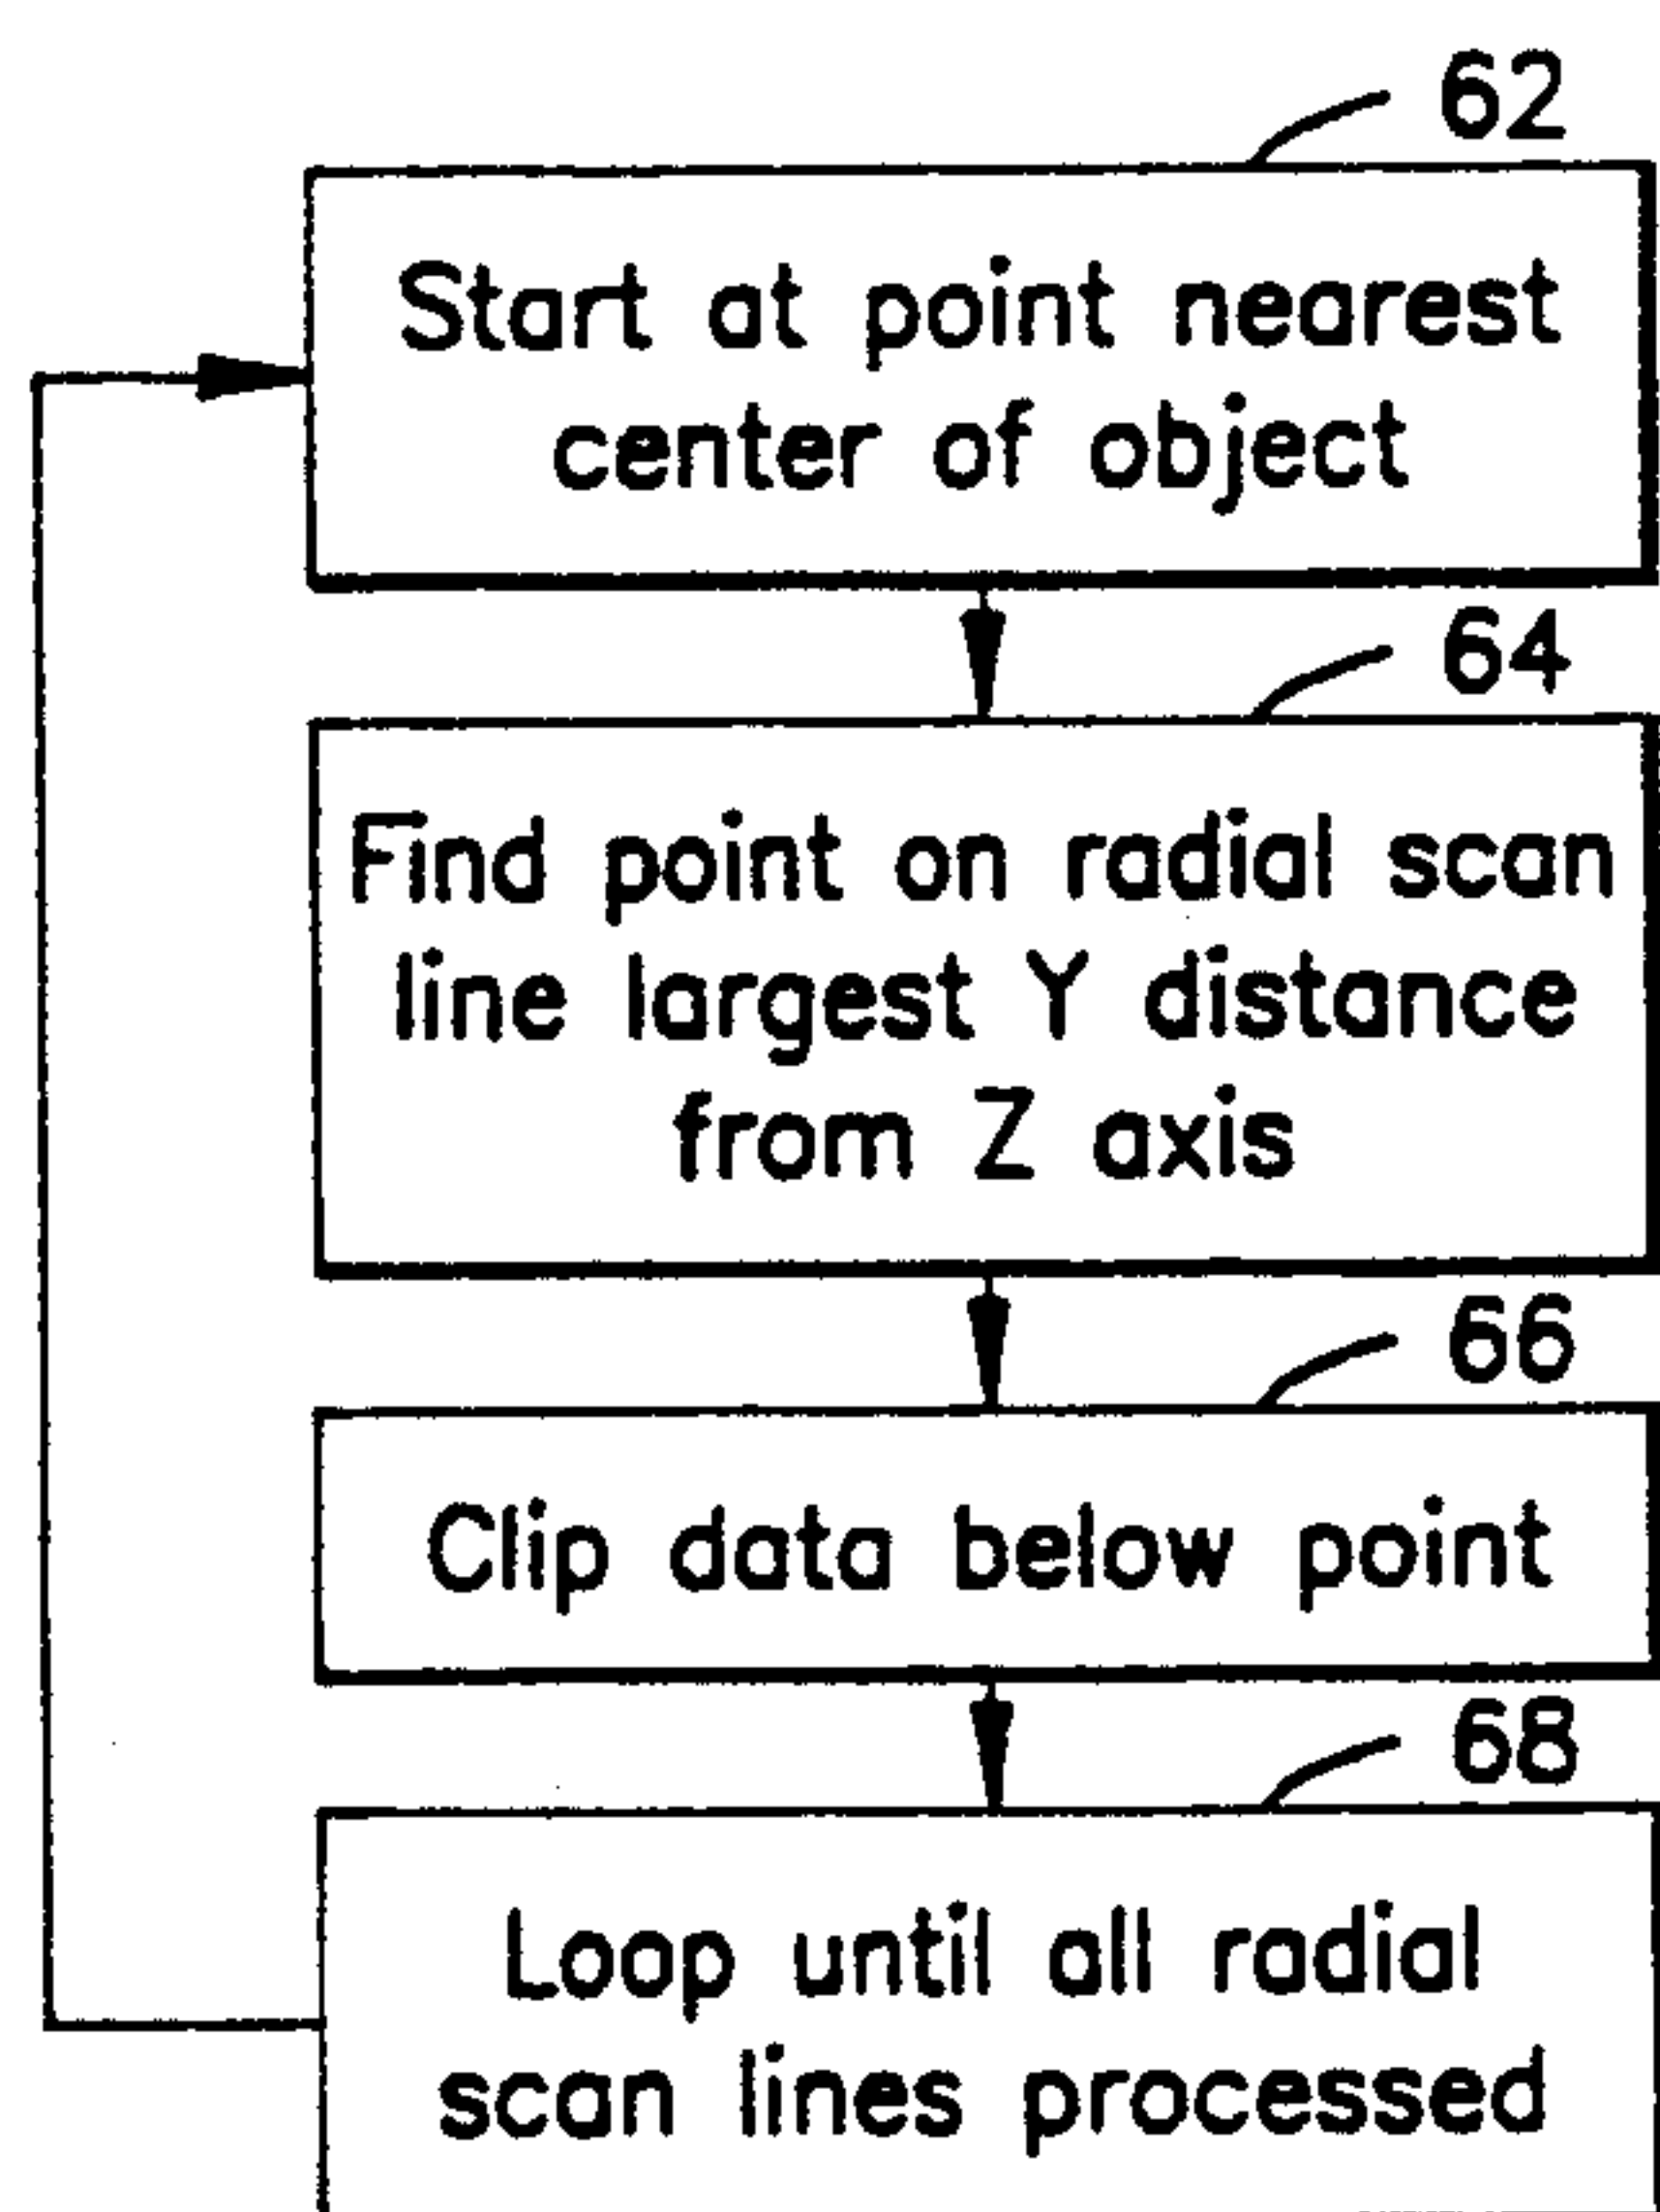 62
Start at point nearest
center of object
64
Find point on radial scan
line largest Y distance
from Z axis
66
Clip data below point
68
Loop until all radial
scan lines processed